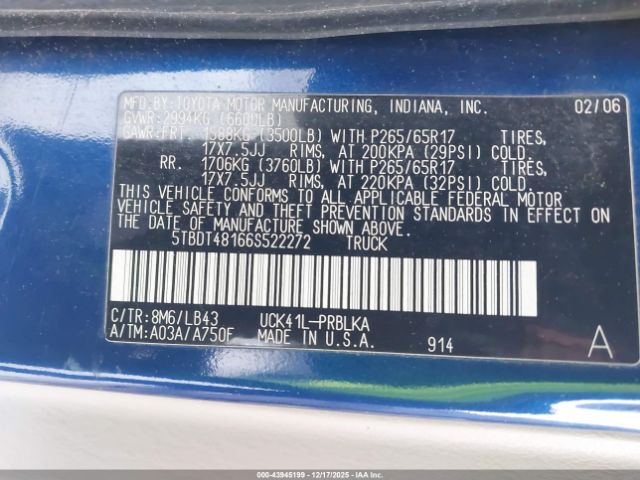 MFD.BY:TOYOTA MOTOR MANUFACTURING, INDIANA, INC. 02/06
GVWR:2994KG (6600LB)
GAWR:FRT. 1588KG (3500LB) WITH P265/65R17 TIRES,
17X7.5JJ RIMS, AT 200KPA (29PSI) COLD.
RR. 1706KG (3760LB) WITH P265/65R17 TIRES,
17X7.5JJ RIMS, AT 220KPA (32PSI) COLD.
THIS VEHICLE CONFORMS TO ALL APPLICABLE FEDERAL MOTOR
VEHICLE SAFETY AND THEFT PREVENTION STANDARDS IN EFFECT ON
THE DATE OF MANUFACTURE SHOWN ABOVE.
5TBDT48166S522272 TRUCK
C/TR:8M6/LB43 UCK41L-PRBLKA
A/TM:A03A/A750F MADE IN U.S.A. 914 A
000-43945199 - 12/17/2025 - IAAI.COM